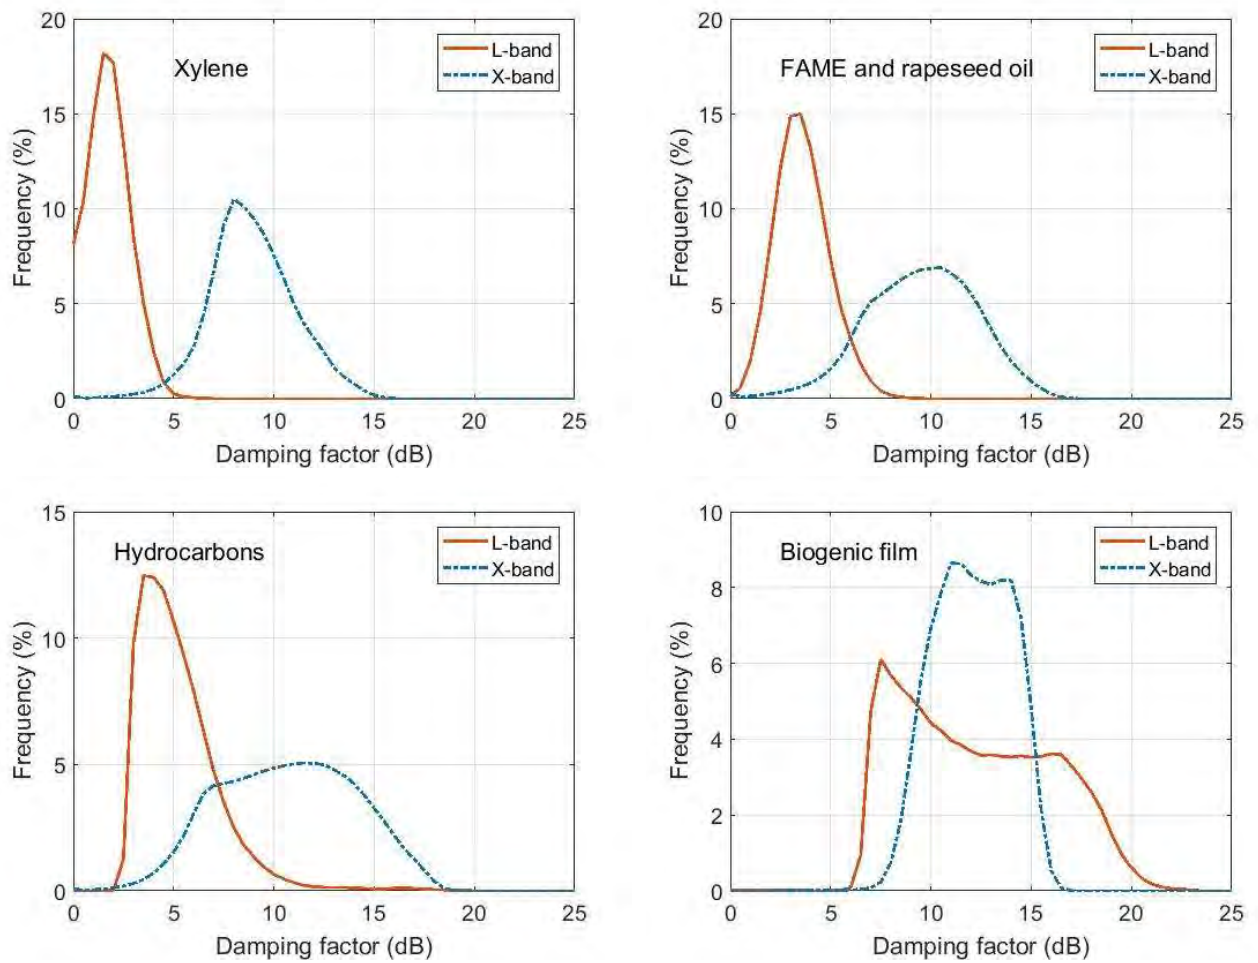 20
15
10
5
0
Frequency (%)
Xylene
L-band
X-band
0 5 10 15 20 25
Damping factor (dB)
20
15
10
5
0
Frequency (%)
FAME and rapeseed oil
L-band
X-band
0 5 10 15 20 25
Damping factor (dB)
15
10
5
0
Frequency (%)
Hydrocarbons
L-band
X-band
0 5 10 15 20 25
Damping factor (dB)
10
8
6
4
2
0
Frequency (%)
Biogenic film
L-band
X-band
0 5 10 15 20 25
Damping factor (dB)